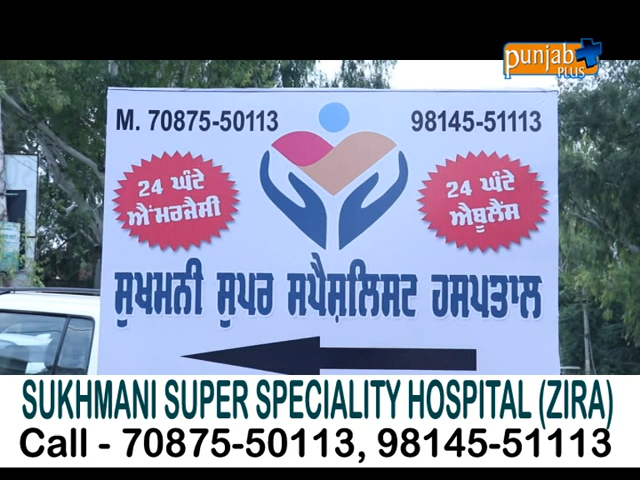 punjab
PLUS
M. 70875-50113 98145-51113
24 ਘੰਟੇ
ਐਮਰਜੈਂਸੀ
24 ਘੰਟੇ
ਐਬੂਲੈਂਸ
ਸੁਖਮਨੀ ਸੁਪਰ ਸਪੈਸ਼ਲਿਸਟ ਹਸਪਤਾਲ
SUKHMANI SUPER SPECIALITY HOSPITAL (ZIRA)
Call - 70875-50113, 98145-51113